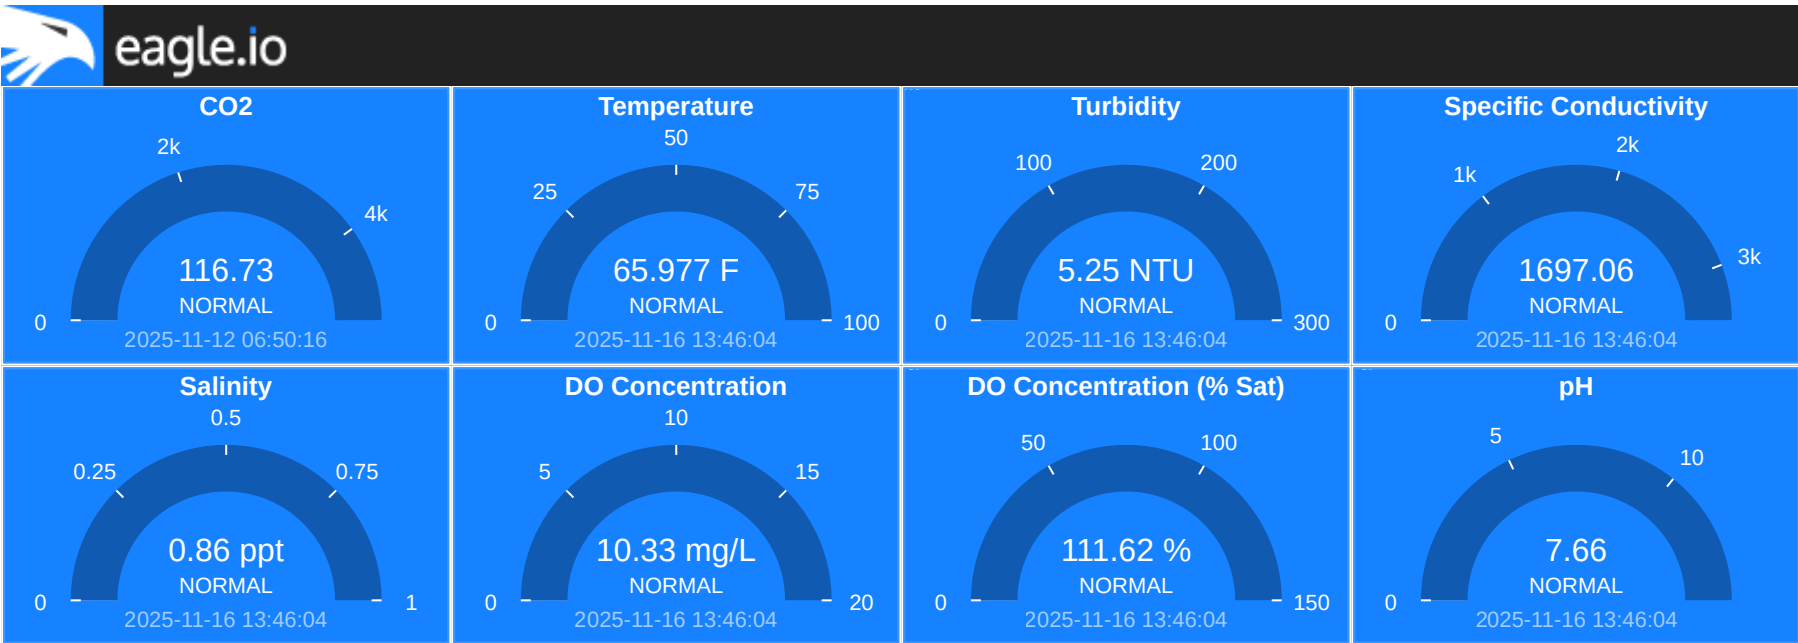 eagle.io
CO2
2k
4k
0
116.73
NORMAL
2025-11-12 06:50:16
Temperature
50
25
75
0
100
65.977 F
NORMAL
2025-11-16 13:46:04
Turbidity
100
200
0
300
5.25 NTU
NORMAL
2025-11-16 13:46:04
Specific Conductivity
2k
1k
3k
0
1697.06
NORMAL
2025-11-16 13:46:04
Salinity
0.5
0.25
0.75
0
1
0.86 ppt
NORMAL
2025-11-16 13:46:04
DO Concentration
10
5
15
0
20
10.33 mg/L
NORMAL
2025-11-16 13:46:04
DO Concentration (% Sat)
50
100
0
150
111.62 %
NORMAL
2025-11-16 13:46:04
pH
5
10
0
7.66
NORMAL
2025-11-16 13:46:04